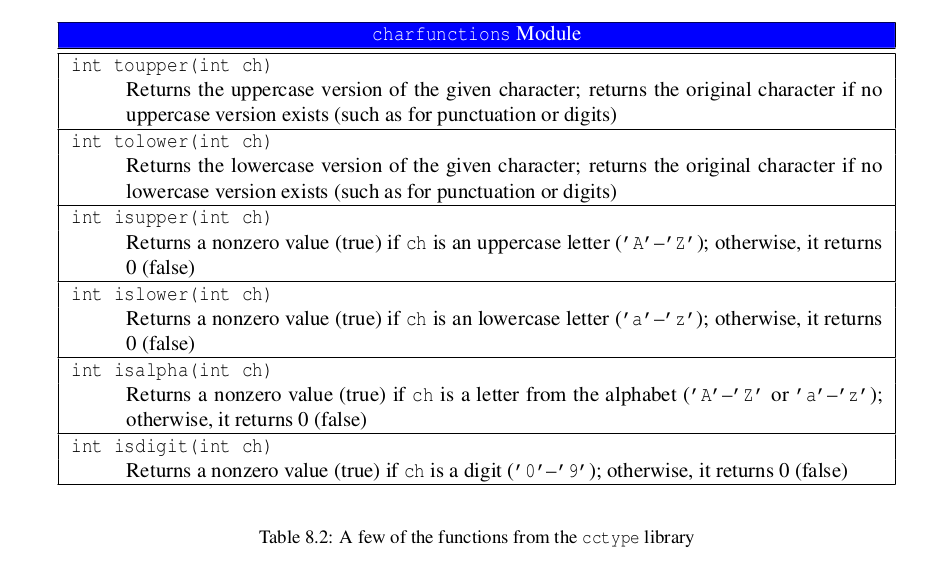 charfunctions Module
int toupper(int ch)
Returns the uppercase version of the given character; returns the original character if no
uppercase version exists (such as for punctuation or digits)
int tolower(int ch)
Returns the lowercase version of the given character; returns the original character if no
lowercase version exists (such as for punctuation or digits)
int isupper(int ch)
Returns a nonzero value (true) if ch is an uppercase letter ('A'–'Z'); otherwise, it returns
0 (false)
int islower(int ch)
Returns a nonzero value (true) if ch is an lowercase letter ('a'–'z'); otherwise, it returns
0 (false)
int isalpha(int ch)
Returns a nonzero value (true) if ch is a letter from the alphabet ('A'–'Z' or 'a'–'z');
otherwise, it returns 0 (false)
int isdigit(int ch)
Returns a nonzero value (true) if ch is a digit ('0'–'9'); otherwise, it returns 0 (false)
Table 8.2: A few of the functions from the cctype library